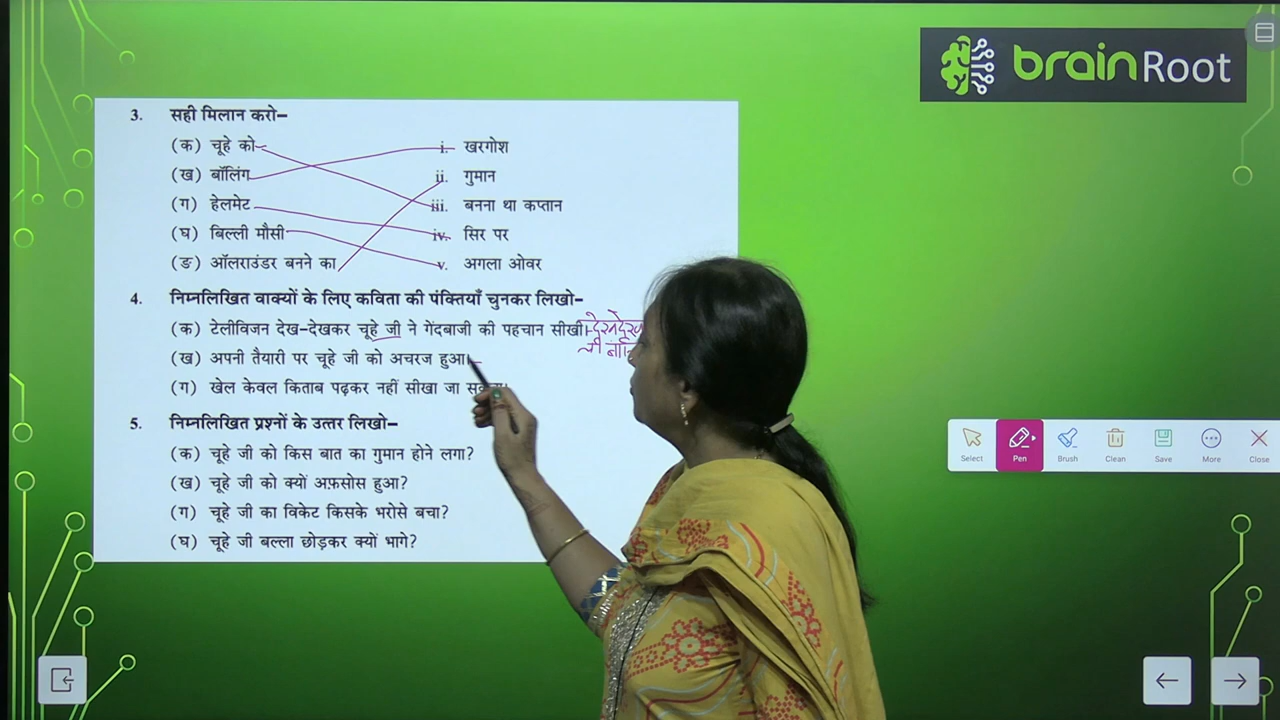 brainRoot
3. सही मिलान करो–
(क) चूहे को i. खरगोश
(ख) बॉलिंग ii. गुमान
(ग) हेलमेट iii. बनना था कप्तान
(घ) बिल्ली मौसी iv. सिर पर
(ङ) ऑलराउंडर बनने का v. अगला ओवर
4. निम्नलिखित वाक्यों के लिए कविता की पंक्तियाँ चुनकर लिखो–
(क) टेलीविजन देख-देखकर चूहे जी ने गेंदबाजी की पहचान सीखी।
(ख) अपनी तैयारी पर चूहे जी को अचरज हुआ।
(ग) खेल केवल किताब पढ़कर नहीं सीखा जा
5. निम्नलिखित प्रश्नों के उत्तर लिखो–
(क) चूहे जी को किस बात का गुमान होने लगा?
(ख) चूहे जी को क्यों अफ़सोस हुआ?
(ग) चूहे जी का विकेट किसके भरोसे बचा?
(घ) चूहे जी बल्ला छोड़कर क्यों भागे?
Select Pen Brush Clean Save More Close